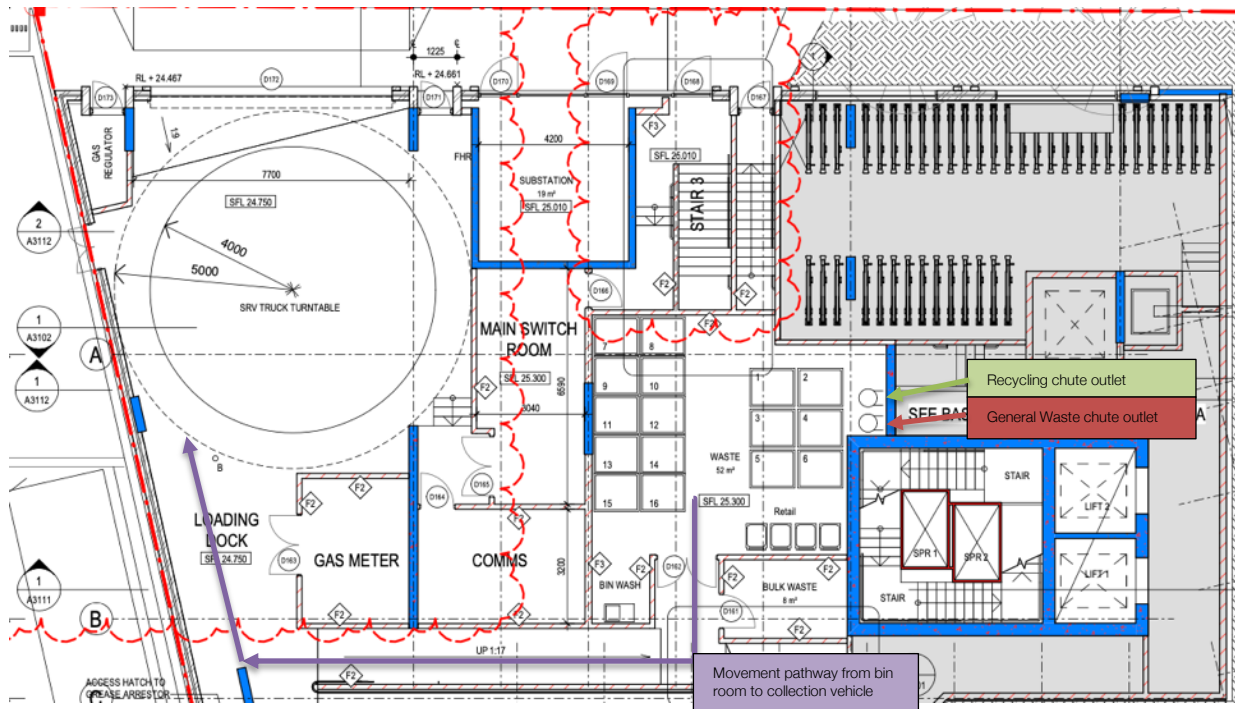 1225
RL + 24.467
D172
RL + 24.661
D170
D169
D168
1
D173
D171
D167
GAS
REGULATOR
19
F3
4200
FHR
SFL 25.010
7700
SUBSTATION
19 m²
SFL 25.010
STAIR 3
SFL 24.750
2
A3112
4000
5000
SRV TRUCK TURNTABLE
D166
F2
F2
MAIN SWITCH
ROOM
F2
1
A3102
A
7
8
SFL 25.300
F2
6590
9
10
1
2
Recycling chute outlet
1
A3112
3040
General Waste chute outlet
SEE BAS
A
11
12
3
4
B
13
14
WASTE
52 m²
5
6
STAIR
D165
D164
F2
15
16
SFL 25.300
LIFT 2
LOADING
DOCK
SFL 24.750
F2
F2
Retail
SPR 1
SPR 2
D163
GAS METER
COMMS
3200
F3
F2
D162
F2
F2
BIN WASH
BULK WASTE
8 m²
LIFT 1
1
A3111
STAIR
D161
B
F2
F2
F2
UP 1:17
F2
Movement pathway from bin
room to collection vehicle
01
ACCESS HATCH TO
GREASE ARRESTOR
C